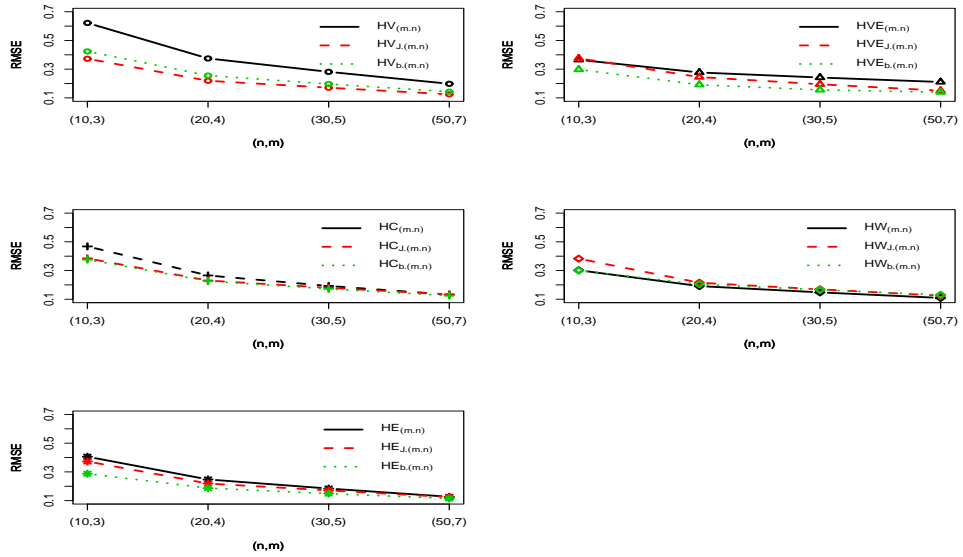 RMSE
0.1 0.3 0.5 0.7
HV(m.n)
HVJ.(m.n)
HVb.(m.n)
(10,3) (20,4) (30,5) (50,7)
(n,m)
RMSE
0.1 0.3 0.5 0.7
HVE(m.n)
HVEJ.(m.n)
HVEb.(m.n)
(10,3) (20,4) (30,5) (50,7)
(n,m)
RMSE
0.1 0.3 0.5 0.7
HC(m.n)
HCJ.(m.n)
HCb.(m.n)
(10,3) (20,4) (30,5) (50,7)
(n,m)
RMSE
0.1 0.3 0.5 0.7
HW(m.n)
HWJ.(m.n)
HWb.(m.n)
(10,3) (20,4) (30,5) (50,7)
(n,m)
RMSE
0.1 0.3 0.5 0.7
HE(m.n)
HEJ.(m.n)
HEb.(m.n)
(10,3) (20,4) (30,5) (50,7)
(n,m)